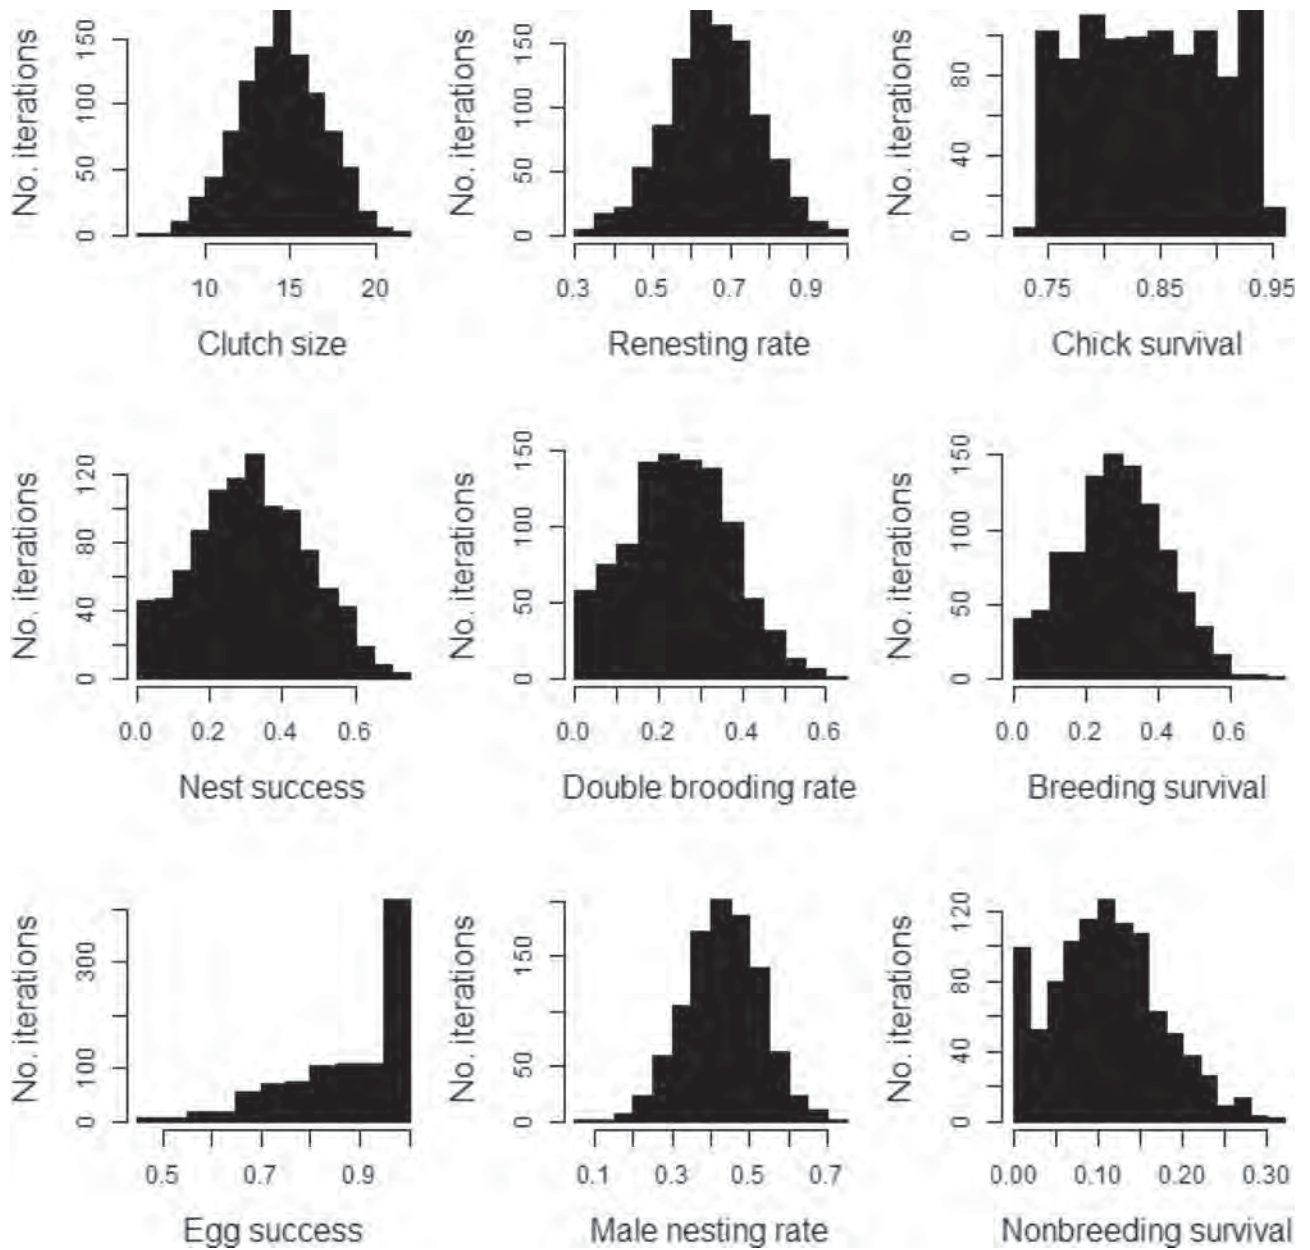 No. iterations
0 50 100 150
10 15 20
Clutch size
No. iterations
0 50 100 150
0.3 0.5 0.7 0.9
Renesting rate
No. iterations
0 40 80
0.75 0.85 0.95
Chick survival
No. iterations
0 40 80 120
0.0 0.2 0.4 0.6
Nest success
No. iterations
0 50 100 150
0.0 0.2 0.4 0.6
Double brooding rate
No. iterations
0 50 100 150
0.0 0.2 0.4 0.6
Breeding survival
No. iterations
0 100 300
0.5 0.7 0.9
Egg success
No. iterations
0 50 150
0.1 0.3 0.5 0.7
Male nesting rate
No. iterations
0 40 80 120
0.00 0.10 0.20 0.30
Nonbreeding survival